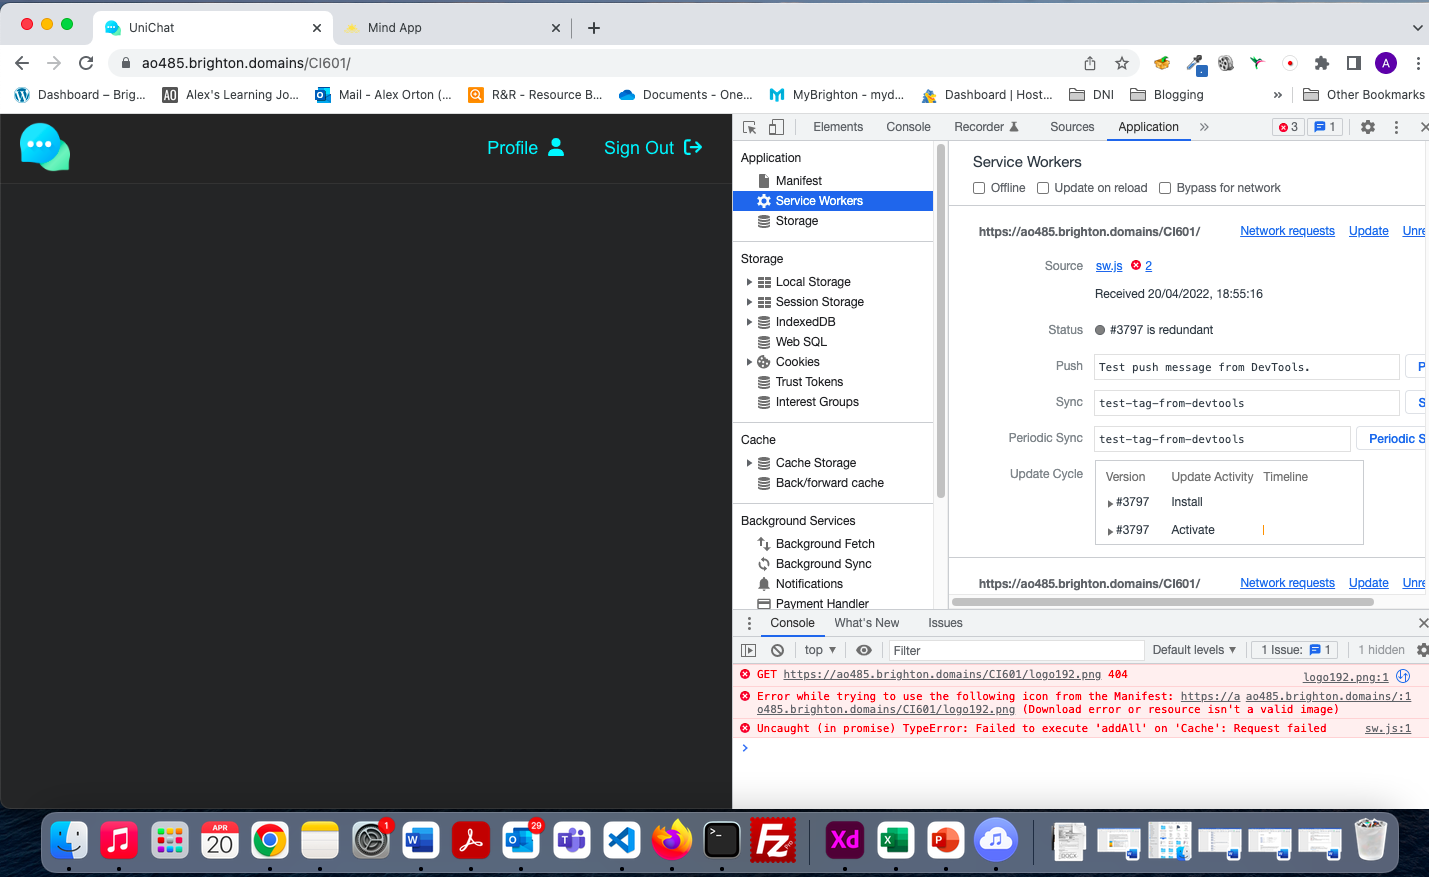 UniChat
Mind App
ao485.brighton.domains/CI601/
A
Dashboard – Brig...
AO
Alex's Learning Jo...
Mail - Alex Orton (...
R&R - Resource B...
Documents - One...
MyBrighton - myd...
Dashboard | Host...
DNI
Blogging
»
Other Bookmarks
Profile
Sign Out
Elements
Console
Recorder
Sources
Application
»
3
1
Application
Manifest
Service Workers
Storage
Storage
Local Storage
Session Storage
IndexedDB
Web SQL
Cookies
Trust Tokens
Interest Groups
Cache
Cache Storage
Back/forward cache
Background Services
Background Fetch
Background Sync
Notifications
Payment Handler
Service Workers
Offline
Update on reload
Bypass for network
https://ao485.brighton.domains/CI601/
Network requests
Update
Unre
Source
sw.js
2
Received 20/04/2022, 18:55:16
Status
#3797 is redundant
Push
Test push message from DevTools.
P
Sync
test-tag-from-devtools
S
Periodic Sync
test-tag-from-devtools
Periodic S
Update Cycle
Version
Update Activity
Timeline
#3797
Install
#3797
Activate
https://ao485.brighton.domains/CI601/
Network requests
Update
Unre
Console
What's New
Issues
top
Filter
Default levels
1 Issue:
1
1 hidden
GET https://ao485.brighton.domains/CI601/logo192.png 404
logo192.png:1
Error while trying to use the following icon from the Manifest: https://a
ao485.brighton.domains/:1
o485.brighton.domains/CI601/logo192.png (Download error or resource isn't a valid image)
Uncaught (in promise) TypeError: Failed to execute 'addAll' on 'Cache': Request failed
sw.js:1
APR
20
1
W
29
Fz
Pro
Xd
X
P
DOCX